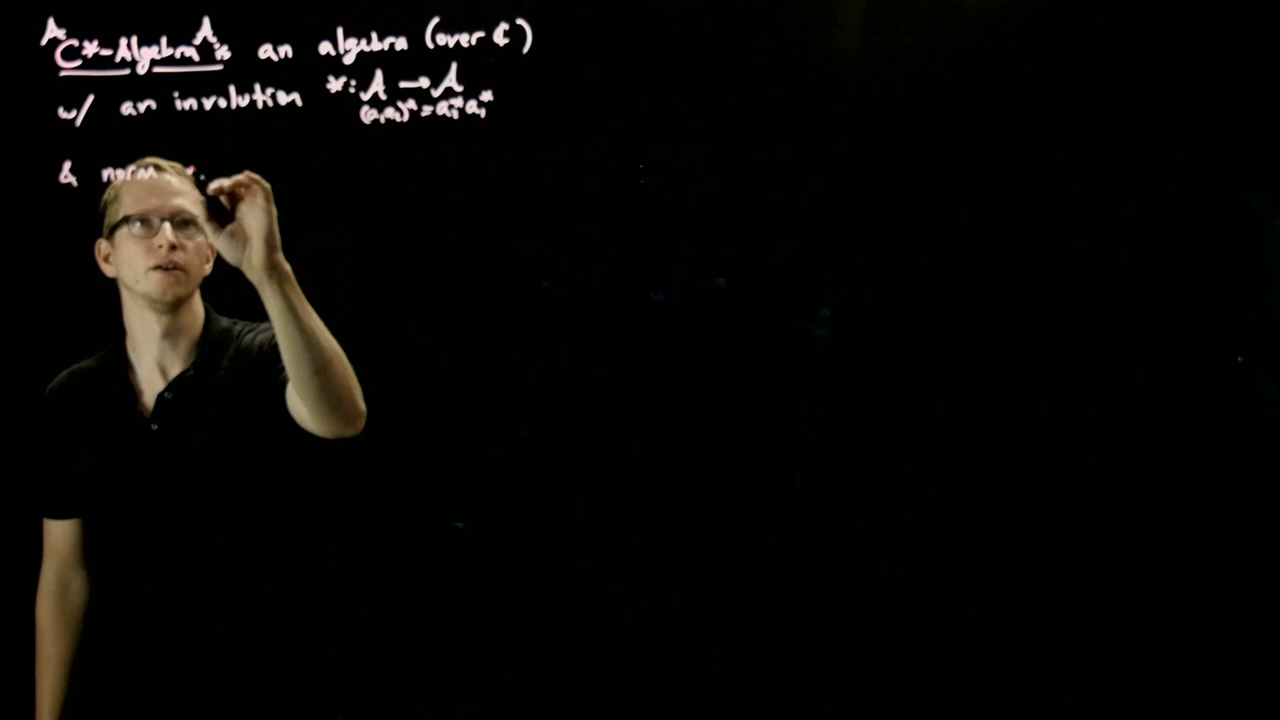 A C*-Algebra A is an algebra (over ℂ)
w/ an involution *: A → A
(a₁a₂)* = a₂* a₁*
& norm